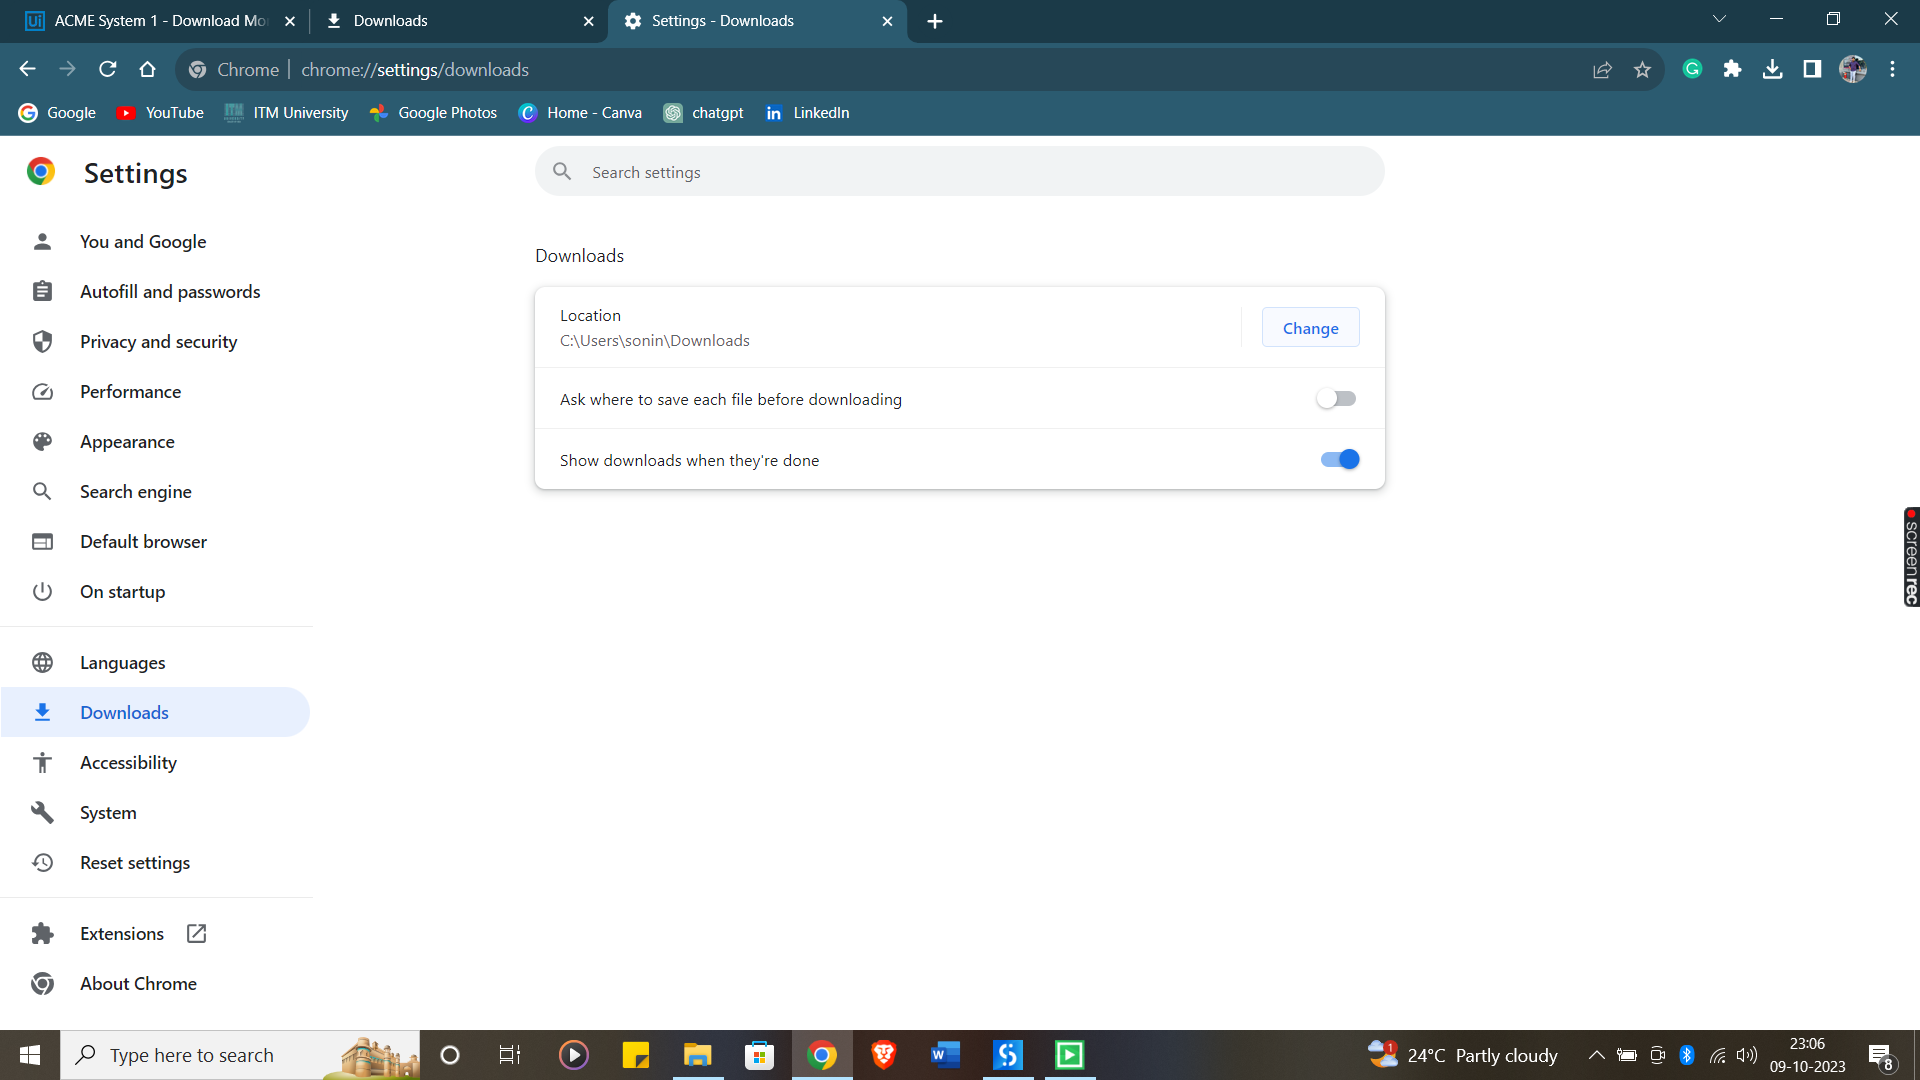 ACME System 1 - Download Mo
Downloads
Settings - Downloads
Chrome
chrome://settings/downloads
Google
YouTube
ITM University
Google Photos
Home - Canva
chatgpt
LinkedIn
Settings
Search settings
You and Google
Autofill and passwords
Privacy and security
Performance
Appearance
Search engine
Default browser
On startup
Languages
Downloads
Accessibility
System
Reset settings
Extensions
About Chrome
Downloads
Location
C:\Users\sonin\Downloads
Change
Ask where to save each file before downloading
Show downloads when they're done
screenrec
Type here to search
1
24°C Partly cloudy
23:06
09-10-2023
8